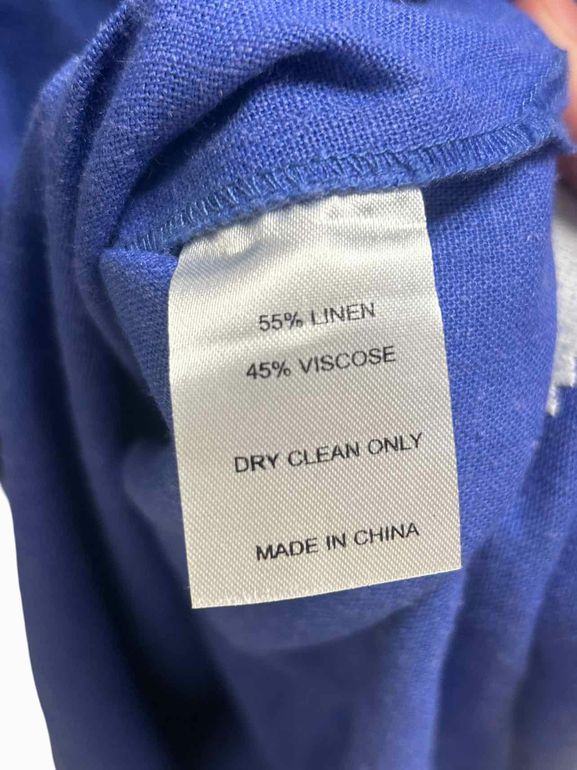 55% LINEN
45% VISCOSE
DRY CLEAN ONLY
MADE IN CHINA